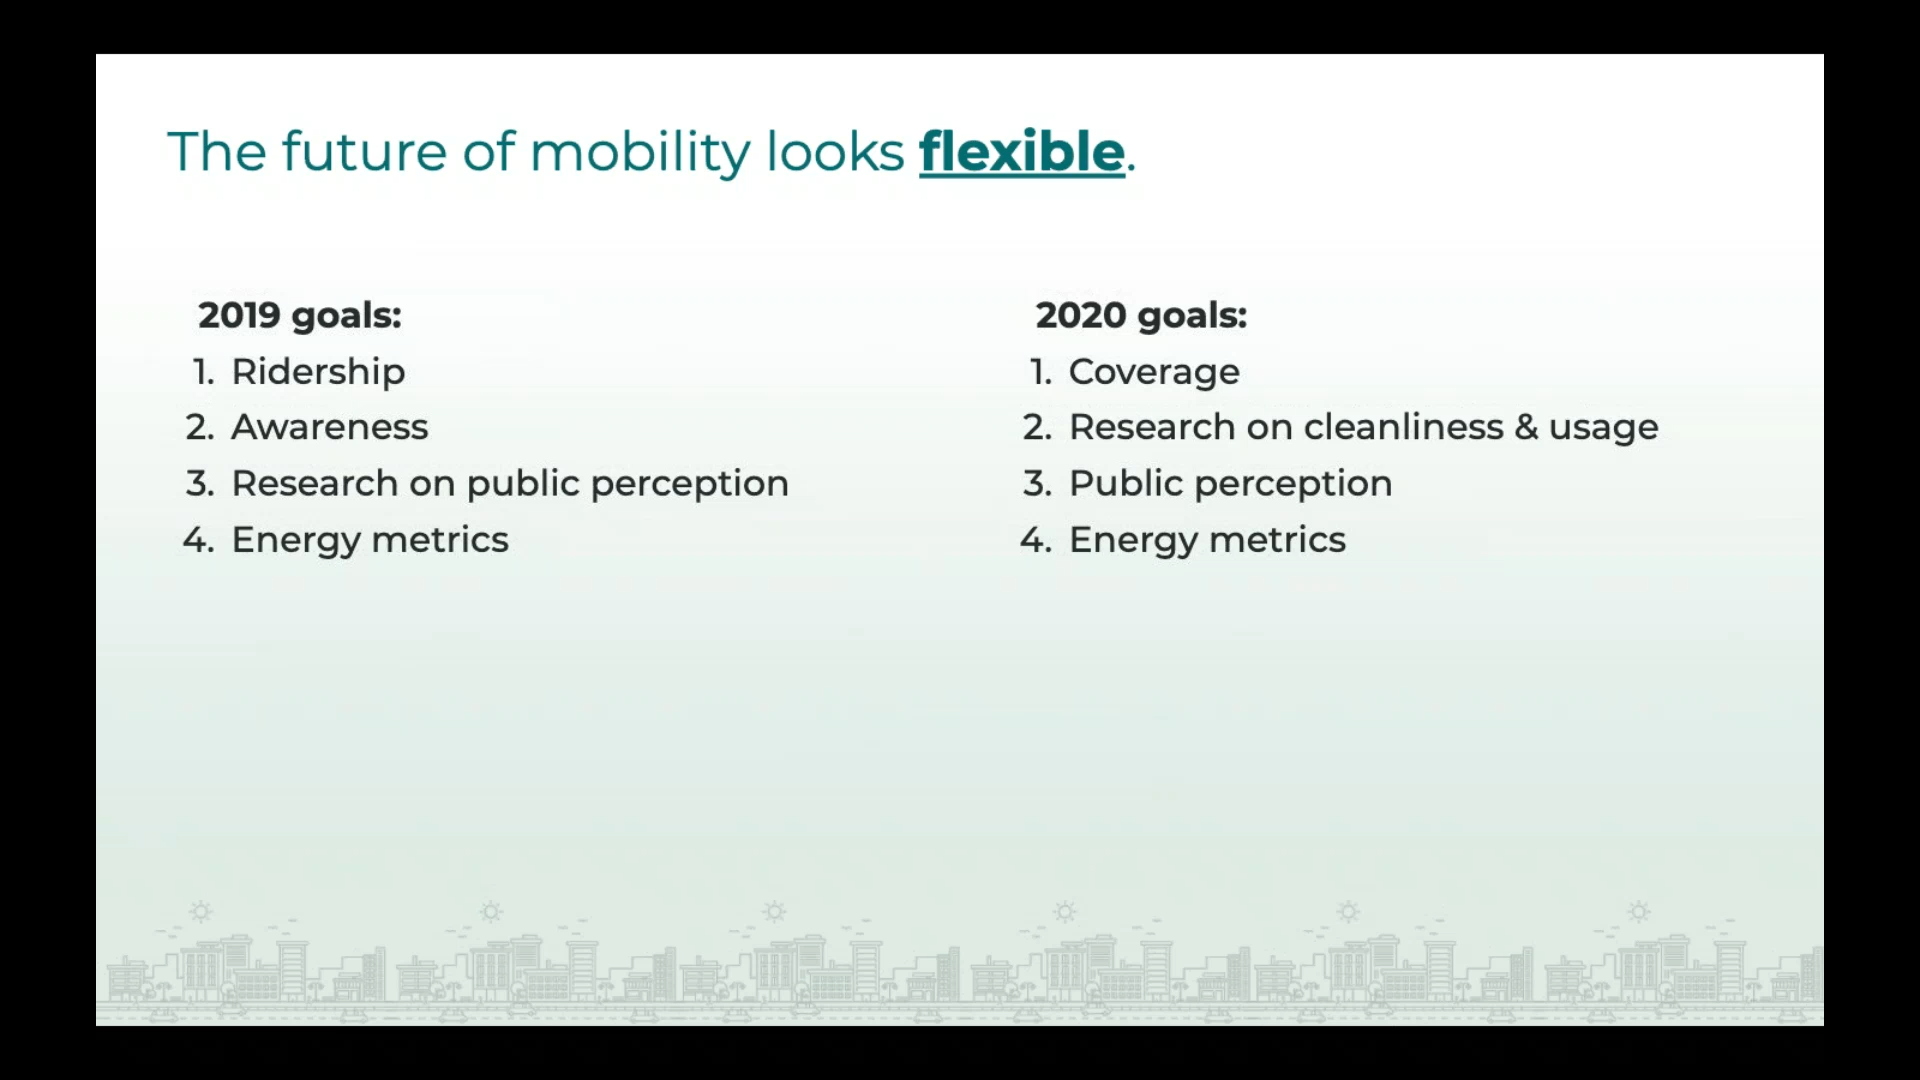 The future of mobility looks flexible.
2019 goals:
1. Ridership
2. Awareness
3. Research on public perception
4. Energy metrics
2020 goals:
1. Coverage
2. Research on cleanliness & usage
3. Public perception
4. Energy metrics